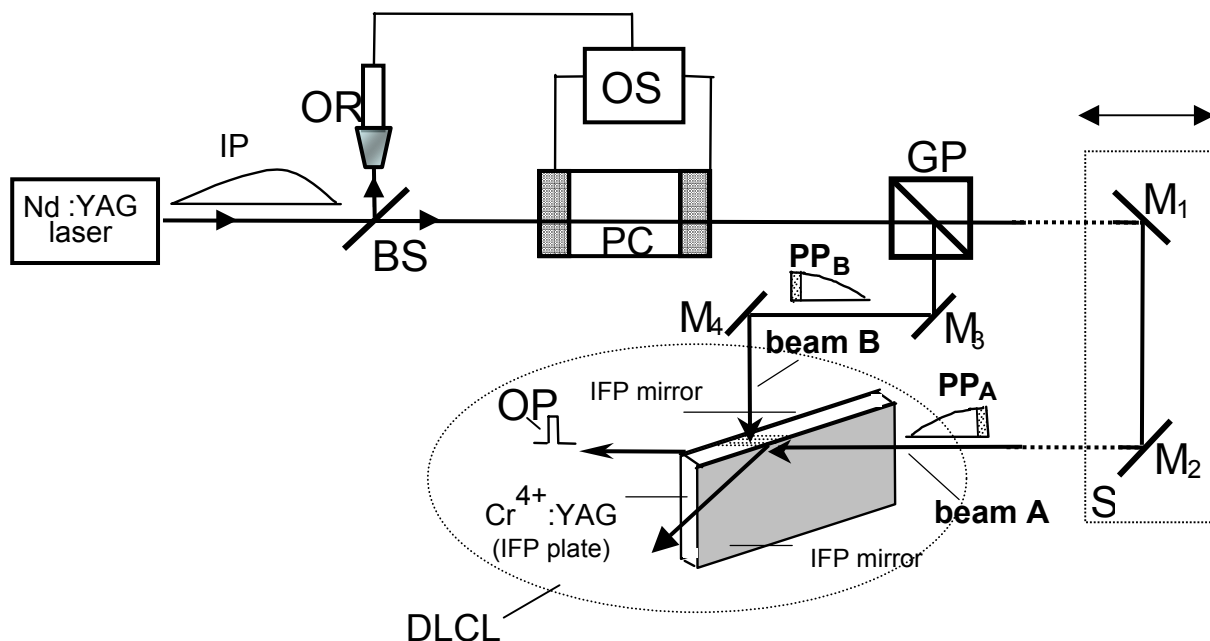 OS
OR
IP
GP
Nd :YAG
laser
M1
PC
BS
PPB
M4
M3
beam B
PPA
IFP mirror
OP
M2
S
beam A
Cr4+:YAG
(IFP plate)
IFP mirror
DLCL